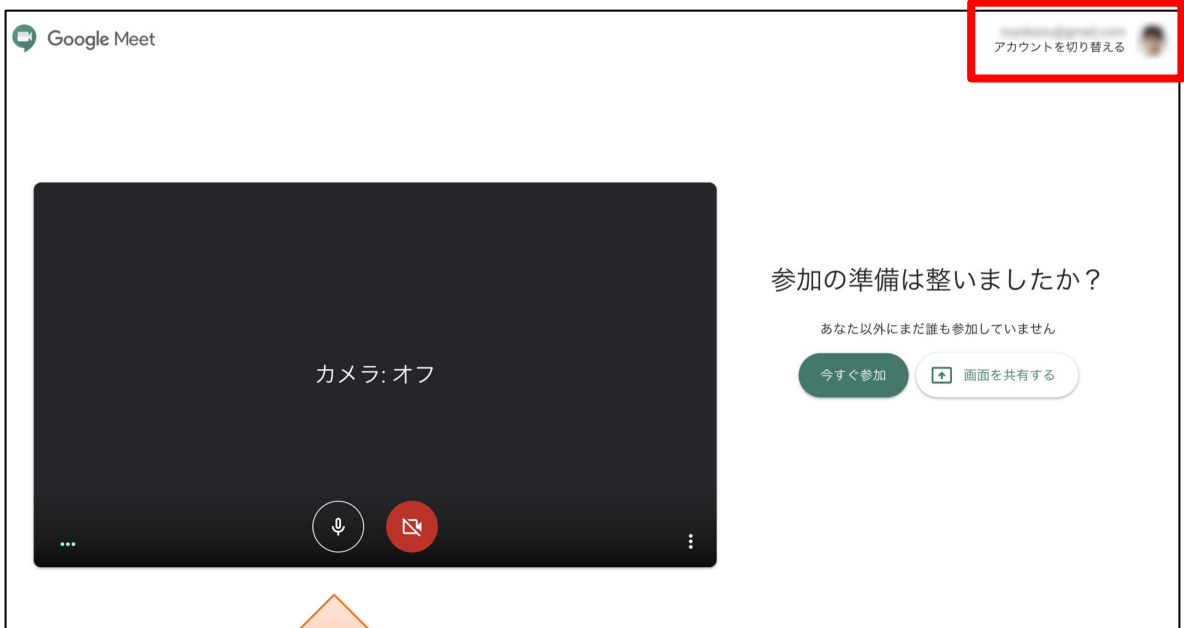 Google Meet
アカウントを切り替える
カメラ: オフ
参加の準備は整いましたか？
あなた以外にまだ誰も参加していません
今すぐ参加
画面を共有する